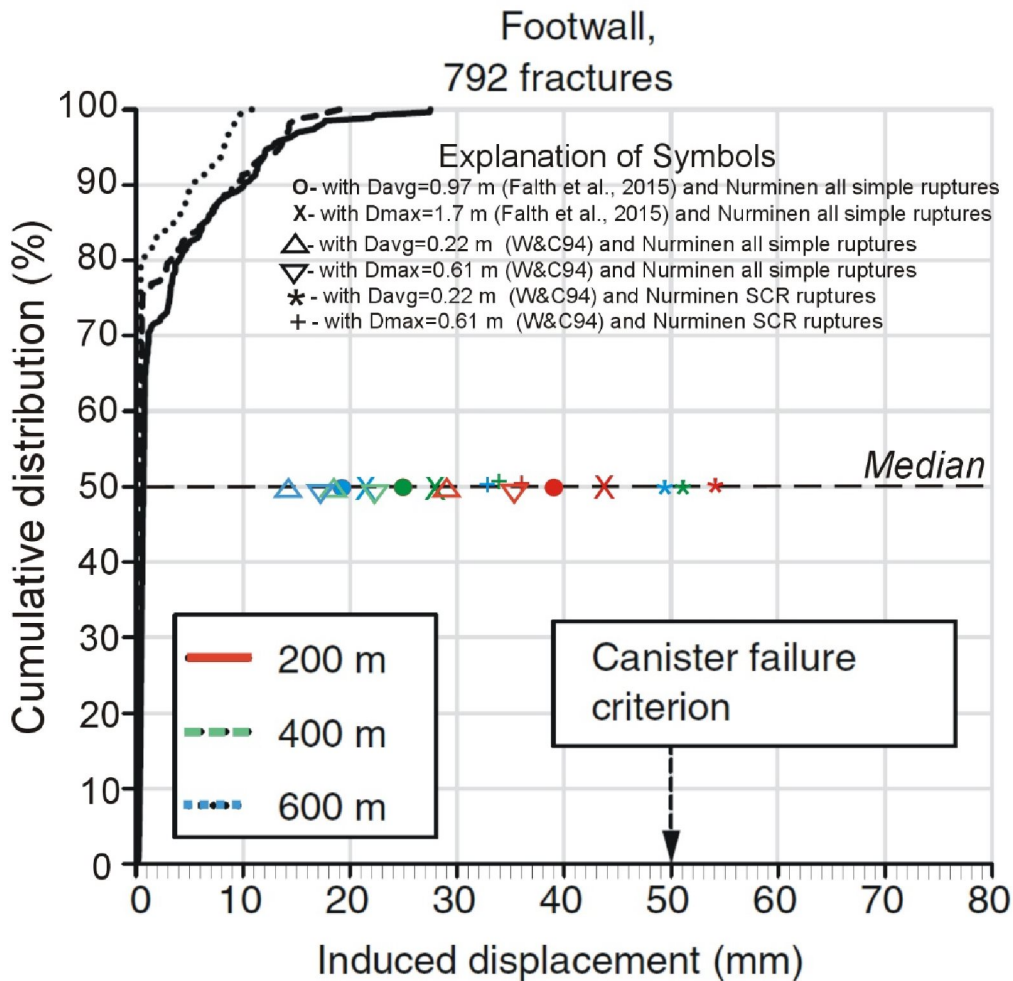 Footwall,
792 fractures
Cumulative distribution (%)
100
90
80
70
60
50
40
30
20
10
0
Explanation of Symbols
O- with Davg=0.97 m (Falth et al., 2015) and Nurminen all simple ruptures
X- with Dmax=1.7 m (Falth et al., 2015) and Nurminen all simple ruptures
△- with Davg=0.22 m (W&C94) and Nurminen all simple ruptures
▽- with Dmax=0.61 m (W&C94) and Nurminen all simple ruptures
* - with Davg=0.22 m (W&C94) and Nurminen SCR ruptures
+ - with Dmax=0.61 m (W&C94) and Nurminen SCR ruptures
Median
200 m
400 m
600 m
Canister failure
criterion
0 10 20 30 40 50 60 70 80
Induced displacement (mm)